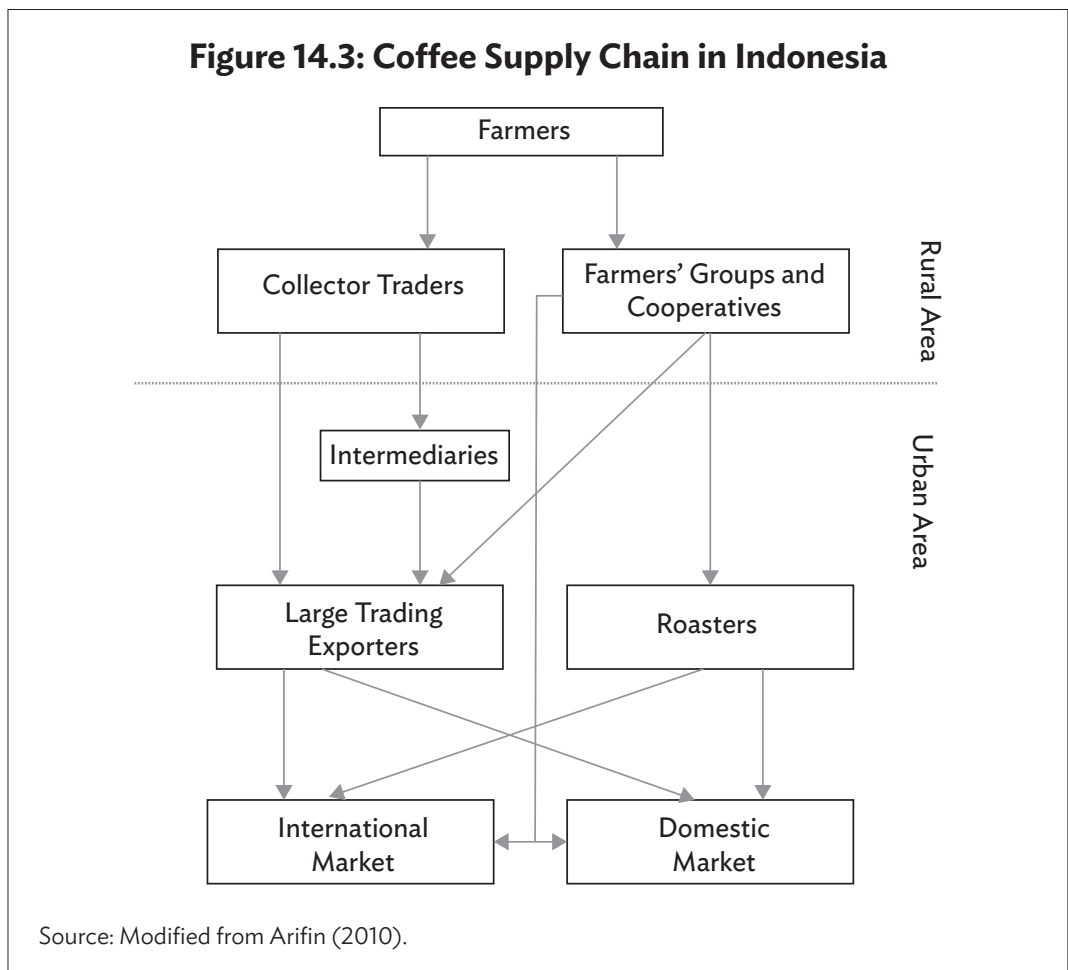 Figure 14.3: Coffee Supply Chain in Indonesia
Farmers
Collector Traders
Farmers’ Groups and
Cooperatives
Rural Area
Intermediaries
Urban Area
Large Trading
Exporters
Roasters
International
Market
Domestic
Market
Source: Modified from Arifin (2010).